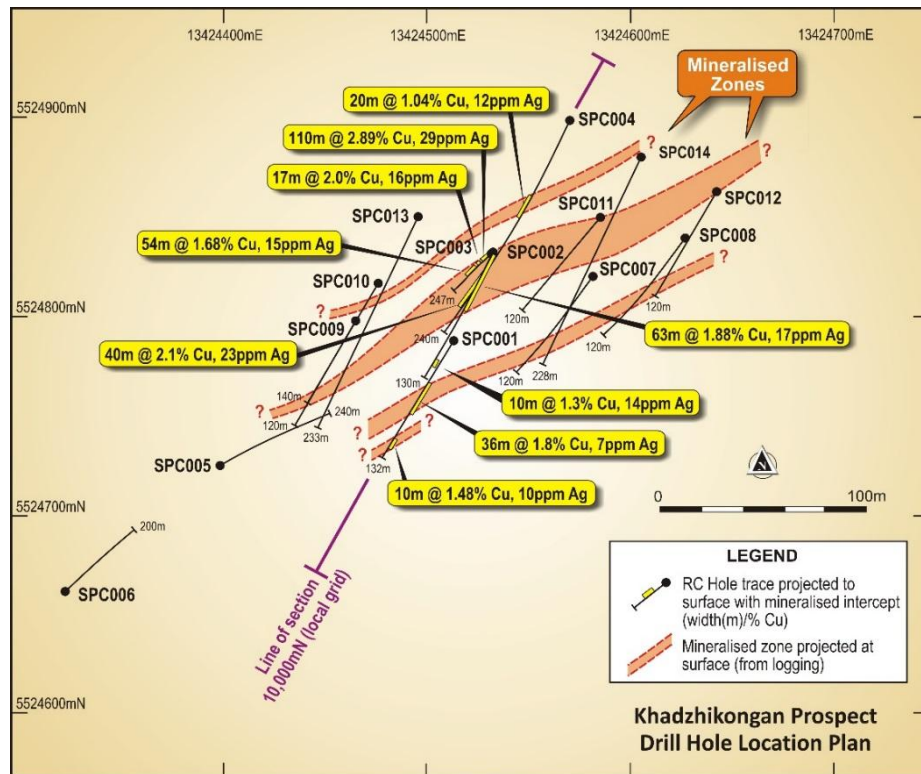 13424400mE
13424500mE
13424600mE
13424700mE
Mineralised
Zones
20m @ 1.04% Cu, 12ppm Ag
5524900mN
SPC004
?
?
110m @ 2.89% Cu, 29ppm Ag
SPC014
17m @ 2.0% Cu, 16ppm Ag
SPC012
SPC013
SPC011
54m @ 1.68% Cu, 15ppm Ag
SPC003
SPC002
SPC008
?
SPC010
SPC007
247m
120m
5524800mN
?
SPC009
120m
240m
SPC001
120m
63m @ 1.88% Cu, 17ppm Ag
40m @ 2.1% Cu, 23ppm Ag
130m
120m
228m
140m
10m @ 1.3% Cu, 14ppm Ag
?
240m
120m
233m
?
?
36m @ 1.8% Cu, 7ppm Ag
SPC005
?
132m
10m @ 1.48% Cu, 10ppm Ag
N
5524700mN
0
100m
200m
SPC006
Line of section
10,000mN (local grid)
LEGEND
RC Hole trace projected to
surface with mineralised intercept
(width(m)/% Cu)
Mineralised zone projected at
surface (from logging)
5524600mN
Khadzhikongan Prospect
Drill Hole Location Plan